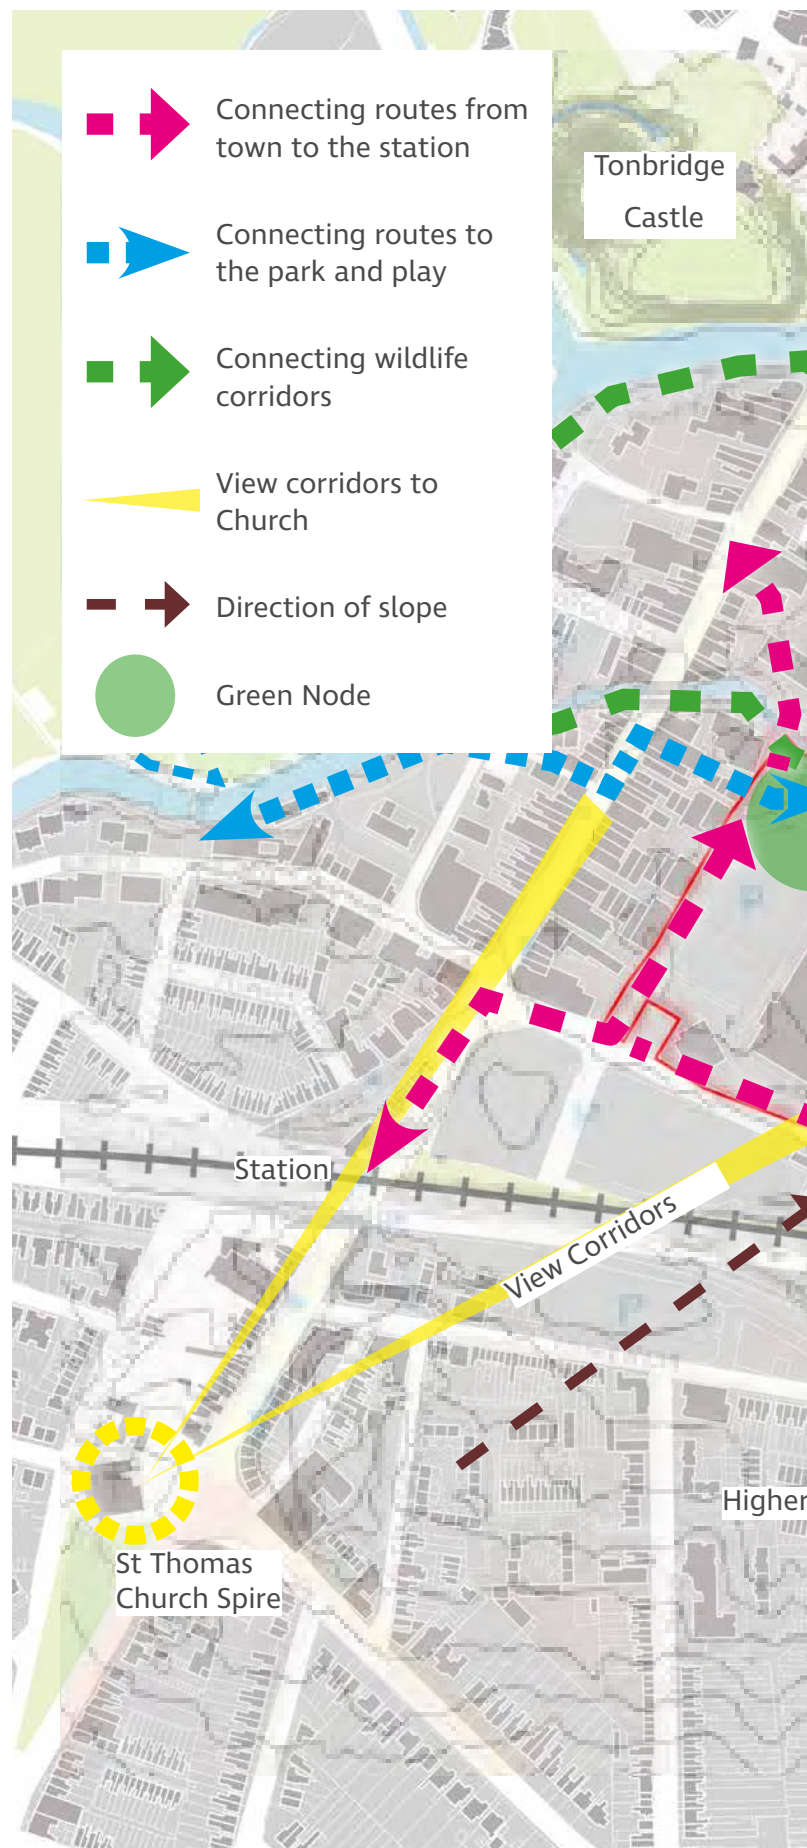 Connecting routes from
town to the station
Connecting routes to
the park and play
Connecting wildlife
corridors
View corridors to
Church
Direction of slope
Green Node
Tonbridge
Castle
Station
View Corridors
Higher
St Thomas
Church Spire